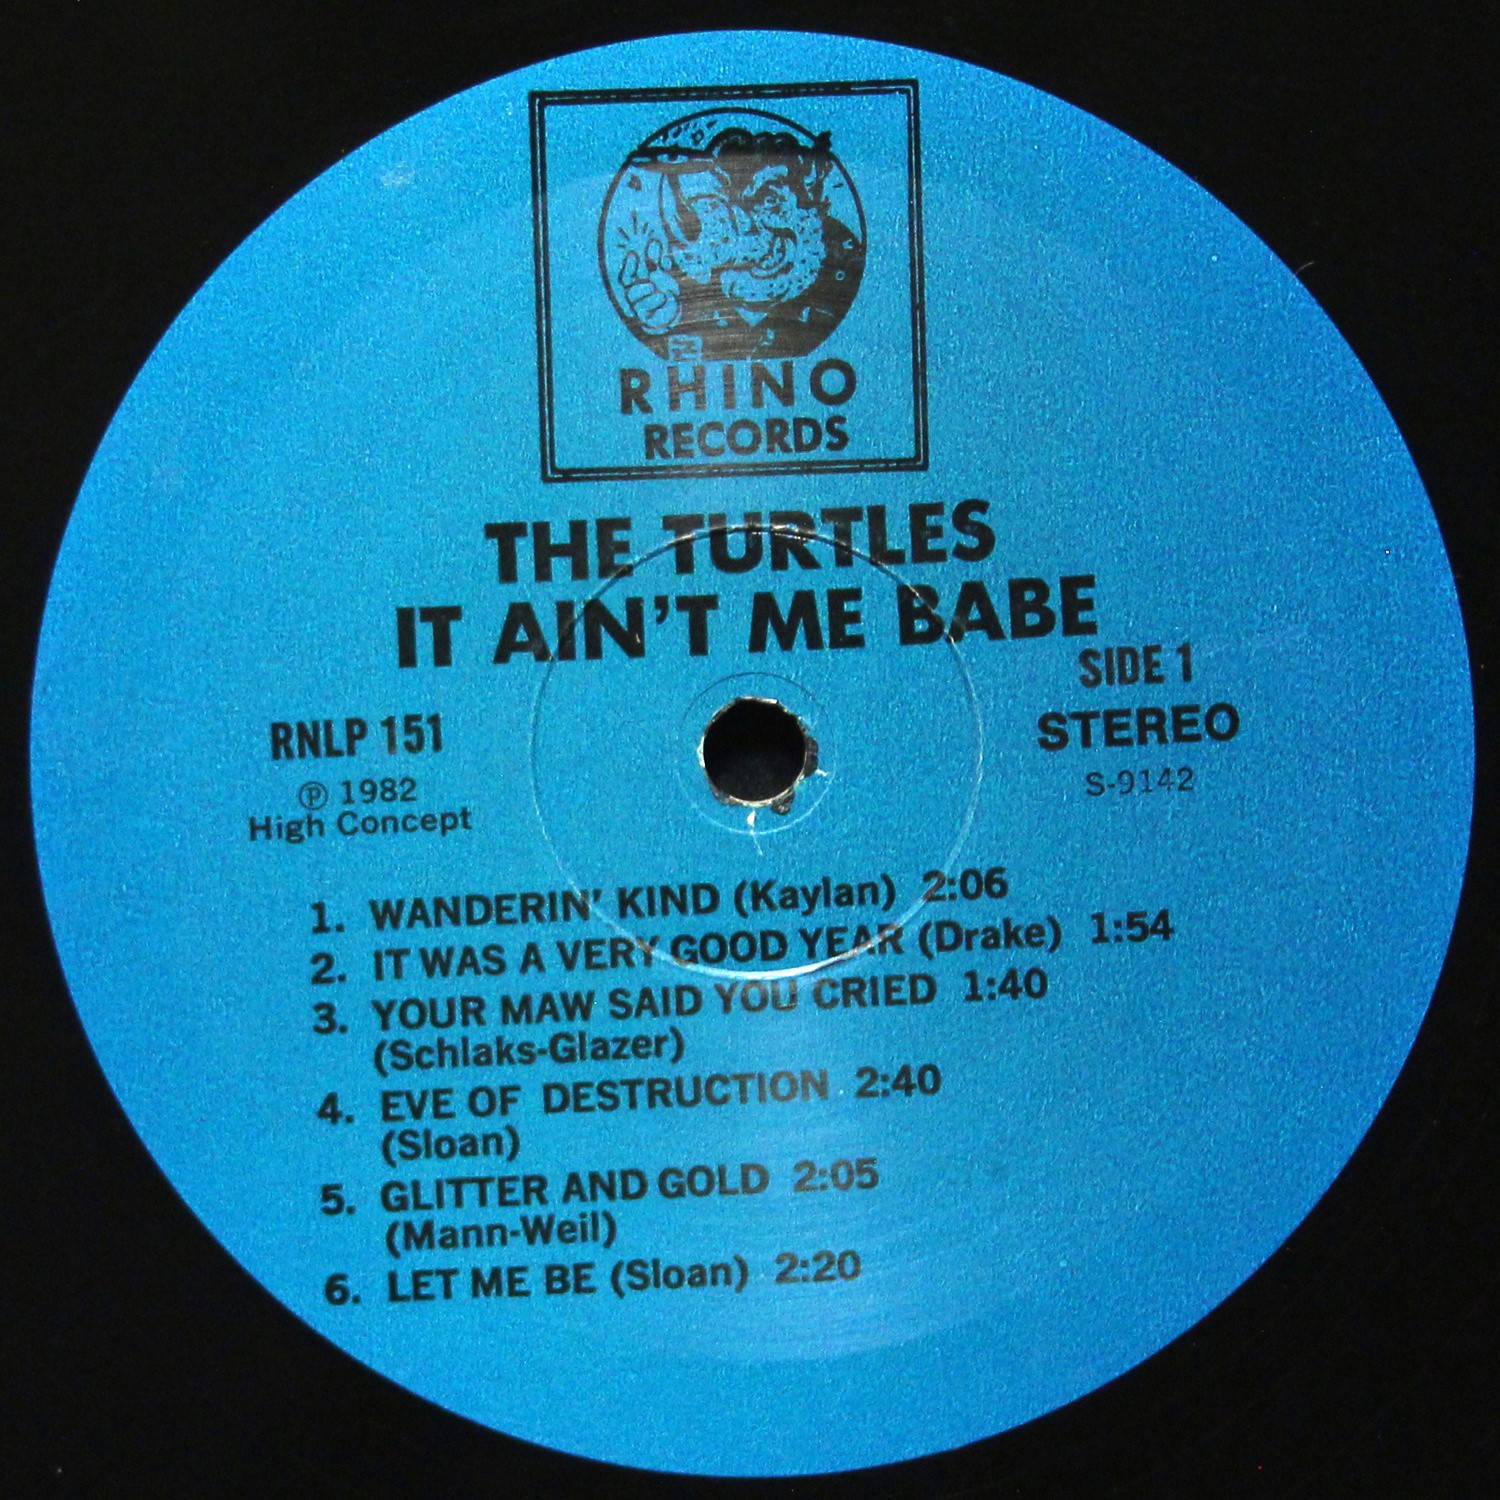 RHINO
RECORDS
THE TURTLES
IT AIN'T ME BABE
SIDE 1
RNLP 151
STEREO
℗ 1982
S-9142
High Concept
1. WANDERIN' KIND (Kaylan) 2:06
2. IT WAS A VERY GOOD YEAR (Drake) 1:54
3. YOUR MAW SAID YOU CRIED 1:40
(Schlaks-Glazer)
4. EVE OF DESTRUCTION 2:40
(Sloan)
5. GLITTER AND GOLD 2:05
(Mann-Weil)
6. LET ME BE (Sloan) 2:20